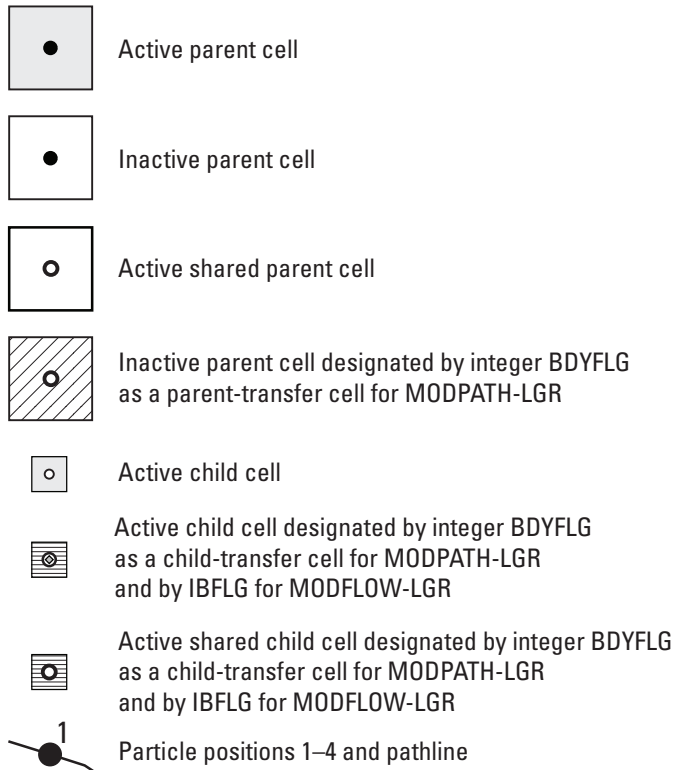 Active parent cell
Inactive parent cell
Active shared parent cell
Inactive parent cell designated by integer BDYFLG
as a parent-transfer cell for MODPATH-LGR
Active child cell
Active child cell designated by integer BDYFLG
as a child-transfer cell for MODPATH-LGR
and by IBFLG for MODFLOW-LGR
Active shared child cell designated by integer BDYFLG
as a child-transfer cell for MODPATH-LGR
and by IBFLG for MODFLOW-LGR
1
Particle positions 1–4 and pathline